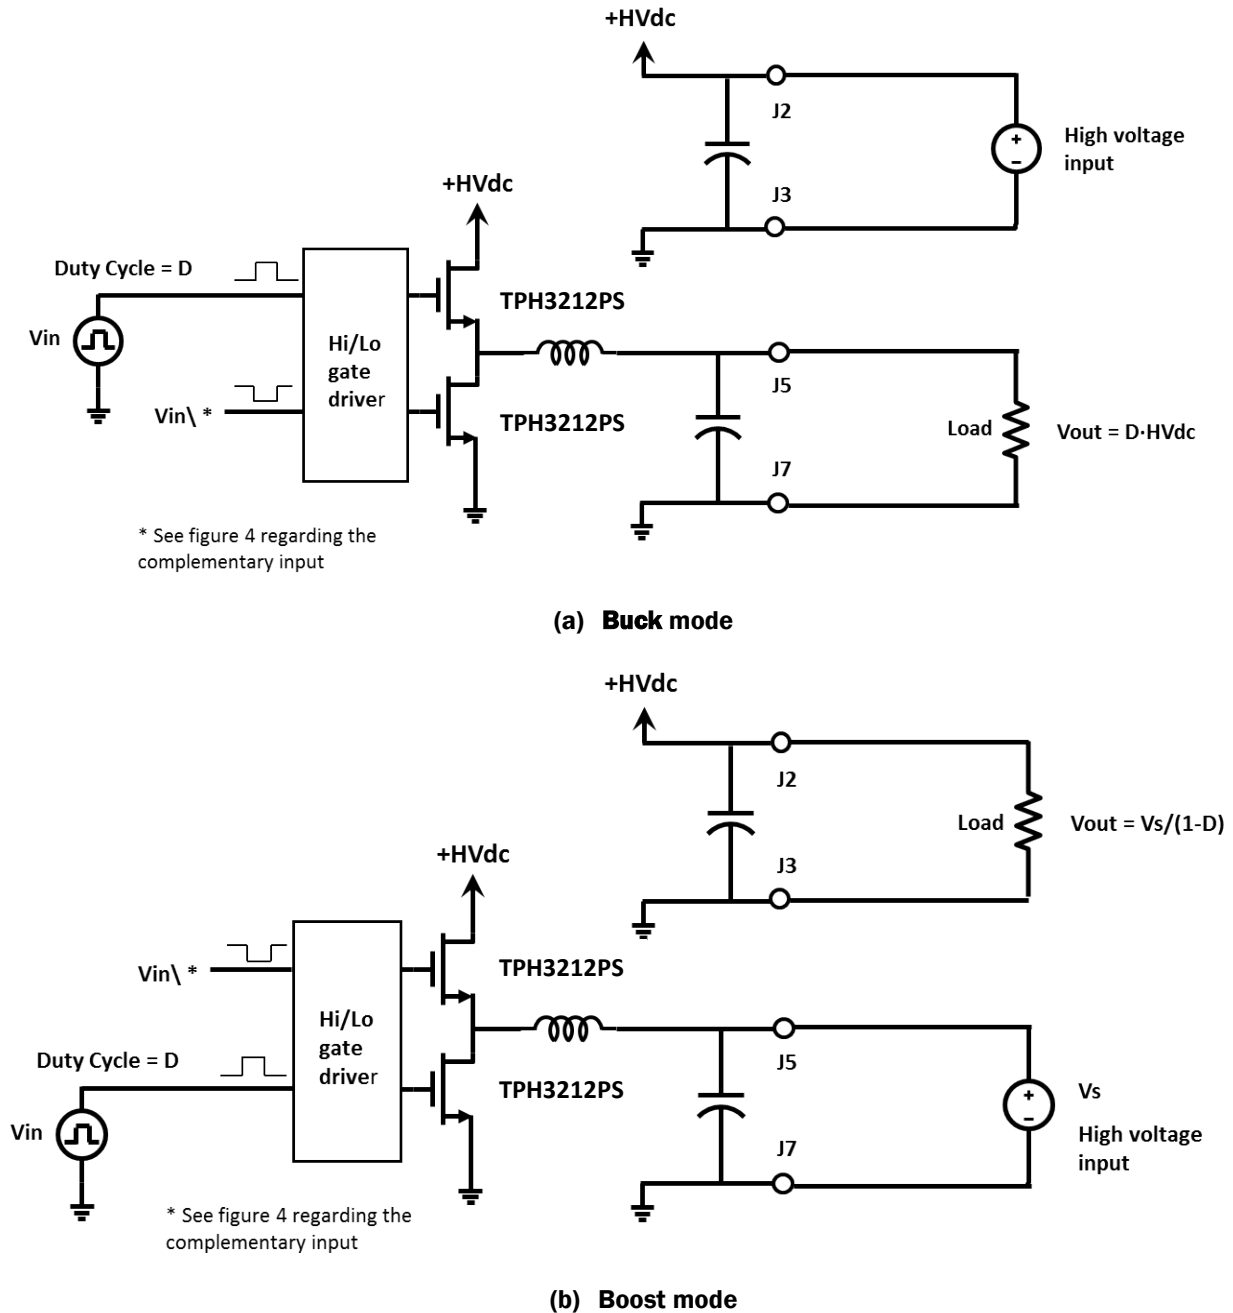 +HVdc
J2
High voltage
input
J3
+HVdc
Duty Cycle = D
TPH3212PS
Vin
Hi/Lo
gate
driver
J5
Vin\ *
TPH3212PS
Load
Vout = D·HVdc
J7
* See figure 4 regarding the
complementary input
(a) Buck mode
+HVdc
J2
Load
Vout = Vs/(1-D)
J3
+HVdc
Vin\ *
TPH3212PS
Hi/Lo
gate
driver
Duty Cycle = D
J5
TPH3212PS
Vs
Vin
High voltage
input
J7
* See figure 4 regarding the
complementary input
(b) Boost mode